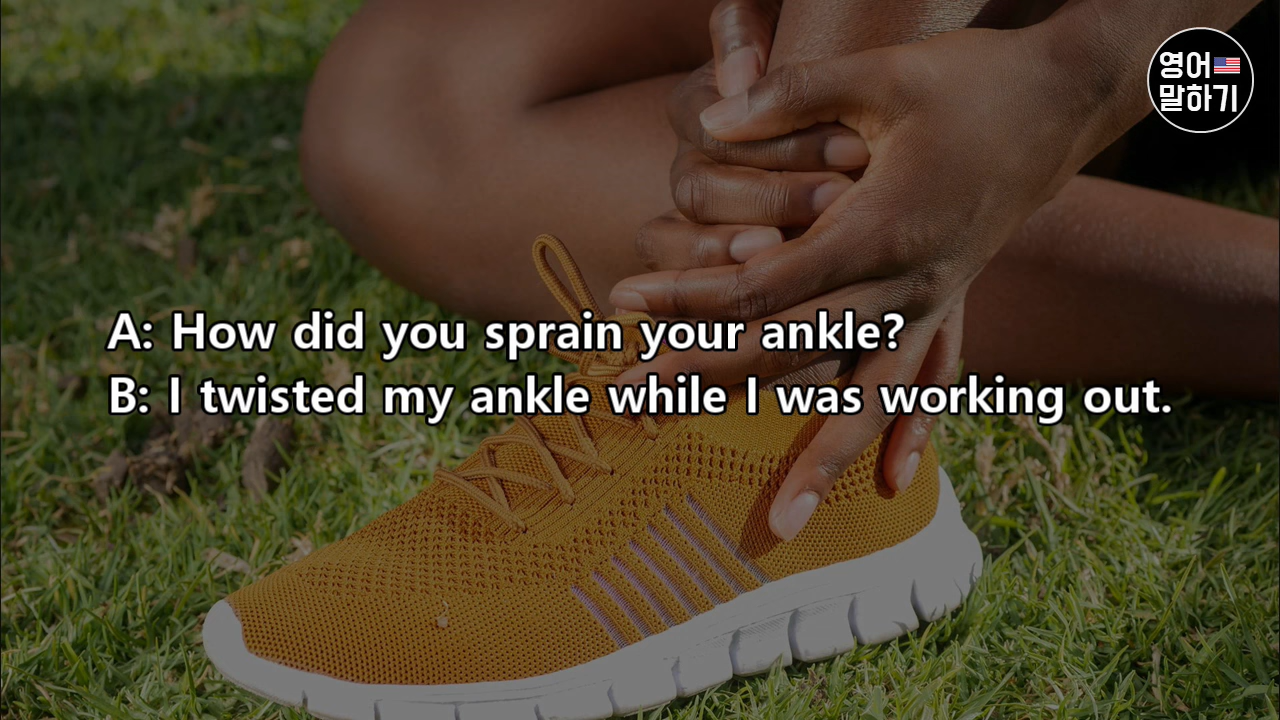 영어
말하기
A: How did you sprain your ankle?
B: I twisted my ankle while I was working out.